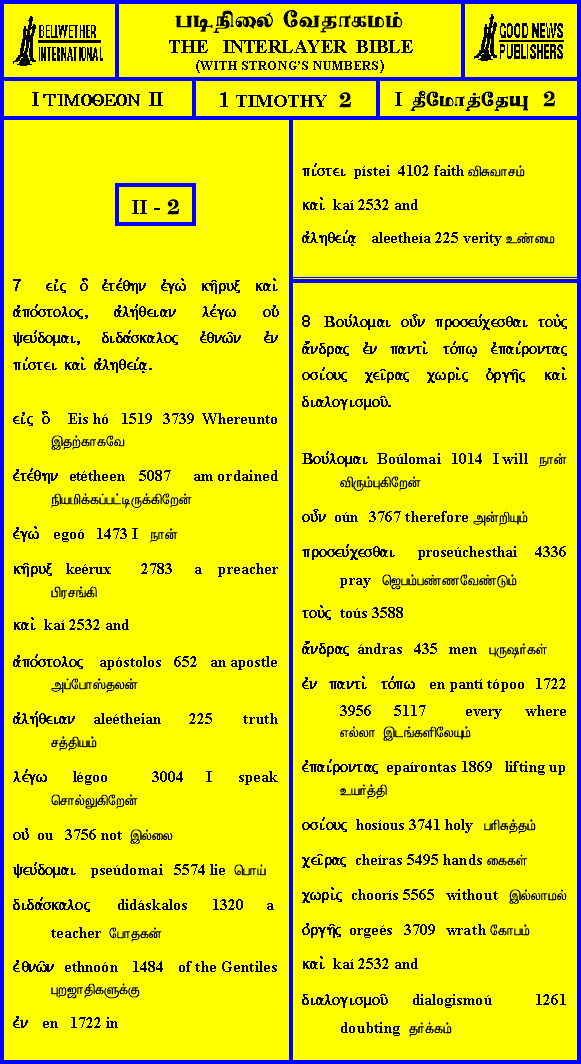 BELLWETHER
INTERNATIONAL
படிநிலை வேதாகமம்
THE INTERLAYER BIBLE
(WITH STRONG'S NUMBERS)
GOOD NEWS
PUBLISHERS
I ΤΙΜΟΘΕΟΝ II
1 TIMOTHY 2
I தீமோத்தேயு 2
II - 2
7 εἰς ὃ ἐτέθην ἐγὼ κῆρυξ καὶ
ἀπόστολος, ἀλήθειαν λέγω οὐ
ψεύδομαι, διδάσκαλος ἐθνῶν ἐν
πίστει καὶ ἀληθείᾳ.
εἰς ὃ Eis hó 1519 3739 Whereunto
இதற்காகவே
ἐτέθην etétheen 5087 am ordained
நியமிக்கப்பட்டிருக்கிறேன்
ἐγὼ egoó 1473 I நான்
κῆρυξ keérux 2783 a preacher
பிரசங்கி
καὶ kaí 2532 and
ἀπόστολος apóstolos 652 an apostle
அப்போஸ்தலன்
ἀλήθειαν aleétheian 225 truth
சத்தியம்
λέγω légoo 3004 I speak
சொல்லுகிறேன்
οὐ ou 3756 not இல்லை
ψεύδομαι pseúdomai 5574 lie பொய்
διδάσκαλος didáskalos 1320 a
teacher போதகன்
ἐθνῶν ethnoón 1484 of the Gentiles
புறஜாதிகளுக்கு
ἐν en 1722 in
πίστει pístei 4102 faith விசுவாசம்
καὶ kaí 2532 and
ἀληθείᾳ aleetheía 225 verity உண்மை
8 Βούλομαι οὖν προσεύχεσθαι τοὺς
ἄνδρας ἐν παντὶ τόπῳ ἐπαίροντας
οσίους χεῖρας χωρὶς ὀργῆς καὶ
διαλογισμοῦ.
Βούλομαι Boúlomai 1014 I will நான்
விரும்புகிறேன்
οὖν oún 3767 therefore அன்றியும்
προσεύχεσθαι proseúchesthai 4336
pray ஜெபம்பண்ணவேண்டும்
τοὺς toús 3588
ἄνδρας ándras 435 men புருஷர்கள்
ἐν παντὶ τόπω en pantí tópoo 1722
3956 5117 every where
எல்லா இடங்களிலேயும்
ἐπαίροντας epaírontas 1869 lifting up
உயர்த்தி
οσίους hosíous 3741 holy பரிசுத்தம்
χεῖρας cheíras 5495 hands கைகள்
χωρὶς choorís 5565 without இல்லாமல்
ὀργῆς orgeés 3709 wrath கோபம்
καὶ kaí 2532 and
διαλογισμοῦ dialogismoú 1261
doubting தர்க்கம்